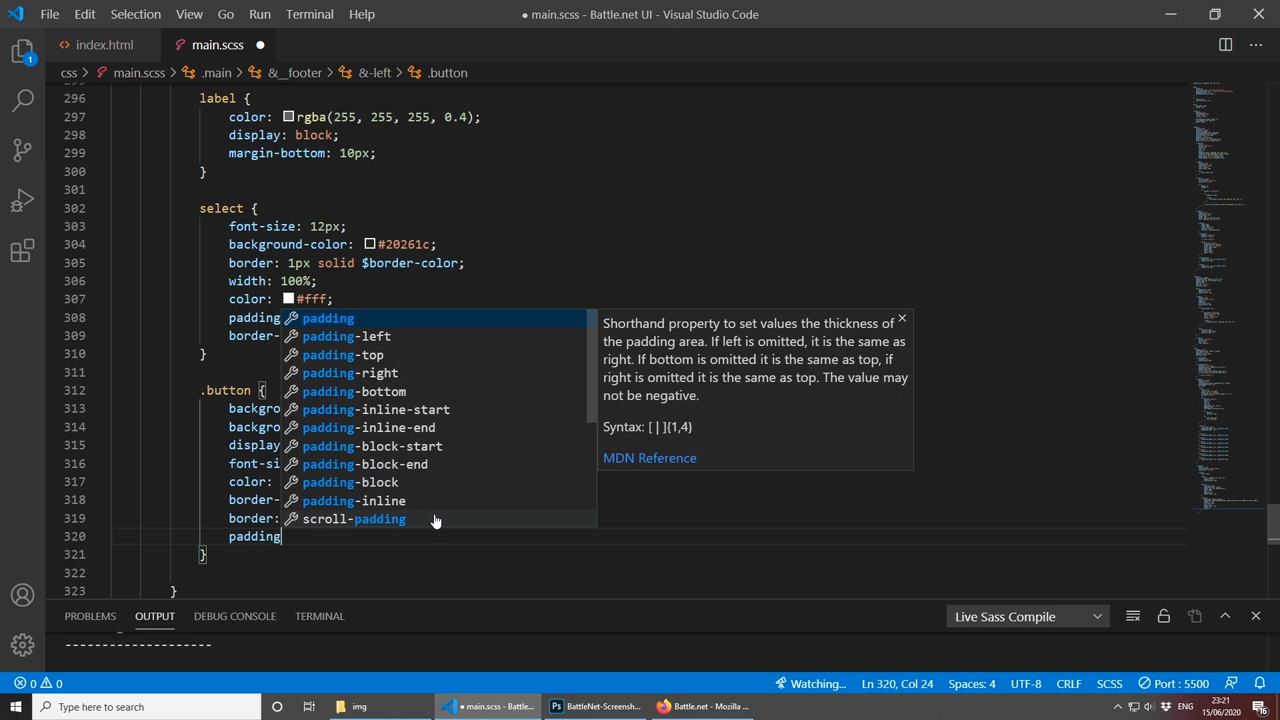 File Edit Selection View Go Run Terminal Help ● main.scss - Battle.net UI - Visual Studio Code
index.html main.scss ●
css > main.scss > .main > &__footer > &-left > .button
296 label {
297 color: rgba(255, 255, 255, 0.4);
298 display: block;
299 margin-bottom: 10px;
300 }
301
302 select {
303 font-size: 12px;
304 background-color: #20261c;
305 border: 1px solid $border-color;
306 width: 100%;
307 color: #fff;
308 padding
309 border-
310 }
311
312 .button {
313 backgro
314 backgro
315 display
316 font-si
317 color:
318 border-
319 border:
320 padding
321 }
322
323 }
padding
padding-left
padding-top
padding-right
padding-bottom
padding-inline-start
padding-inline-end
padding-block-start
padding-block-end
padding-block
padding-inline
scroll-padding
Shorthand property to set values the thickness of
the padding area. If left is omitted, it is the same as
right. If bottom is omitted it is the same as top, if
right is omitted it is the same as top. The value may
not be negative.
Syntax: [ | ]{1,4}
MDN Reference
PROBLEMS OUTPUT DEBUG CONSOLE TERMINAL Live Sass Compile
--------------------
0 0 Watching... Ln 320, Col 24 Spaces: 4 UTF-8 CRLF SCSS Port : 5500
Type here to search img ● main.scss - Battle... BattleNet-Screensh... Battle.net - Mozilla ... ENG 23:21
15/06/2020 16
1